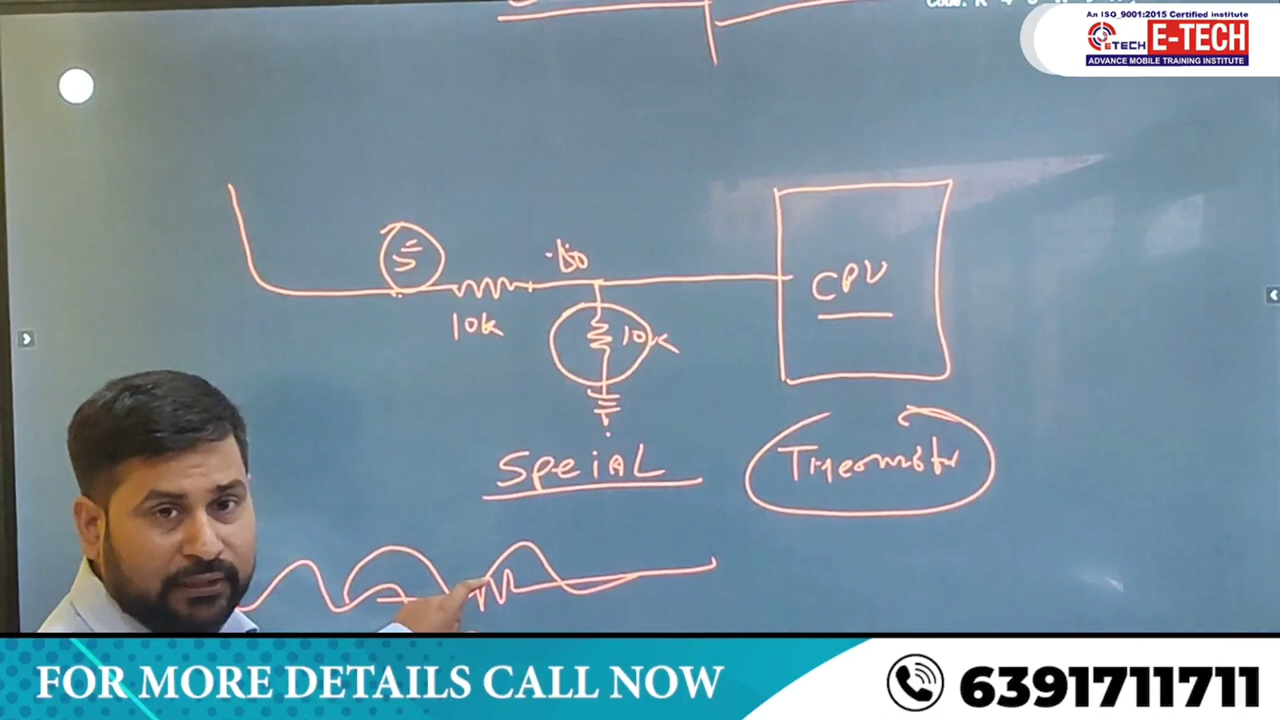 An ISO 9001:2015 Certified institute
ETECH E-TECH
ADVANCE MOBILE TRAINING INSTITUTE
5
10k
10k
CPU
SpeiAL
FOR MORE DETAILS CALL NOW
6391711711